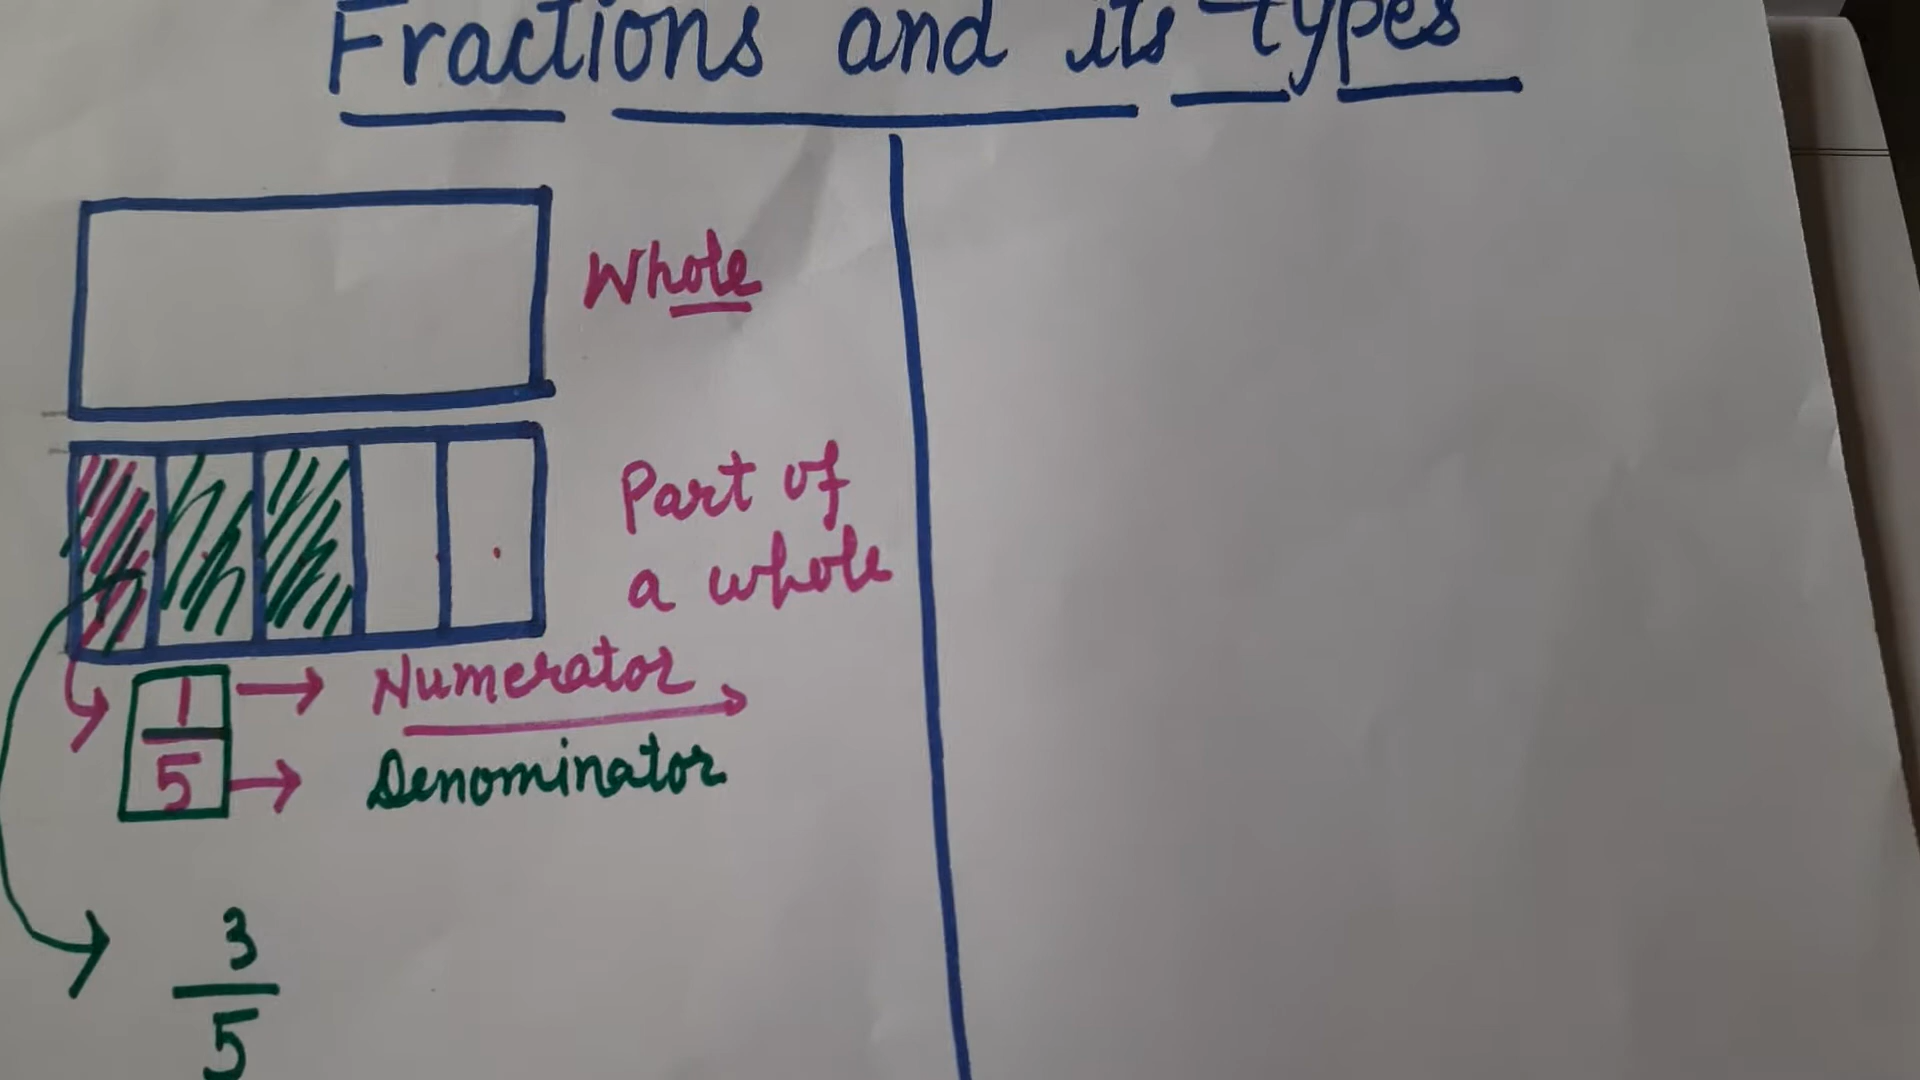 Fractions and its types
Whole
Part of
a whole
1 → Numerator
5 → Denominator
3
5